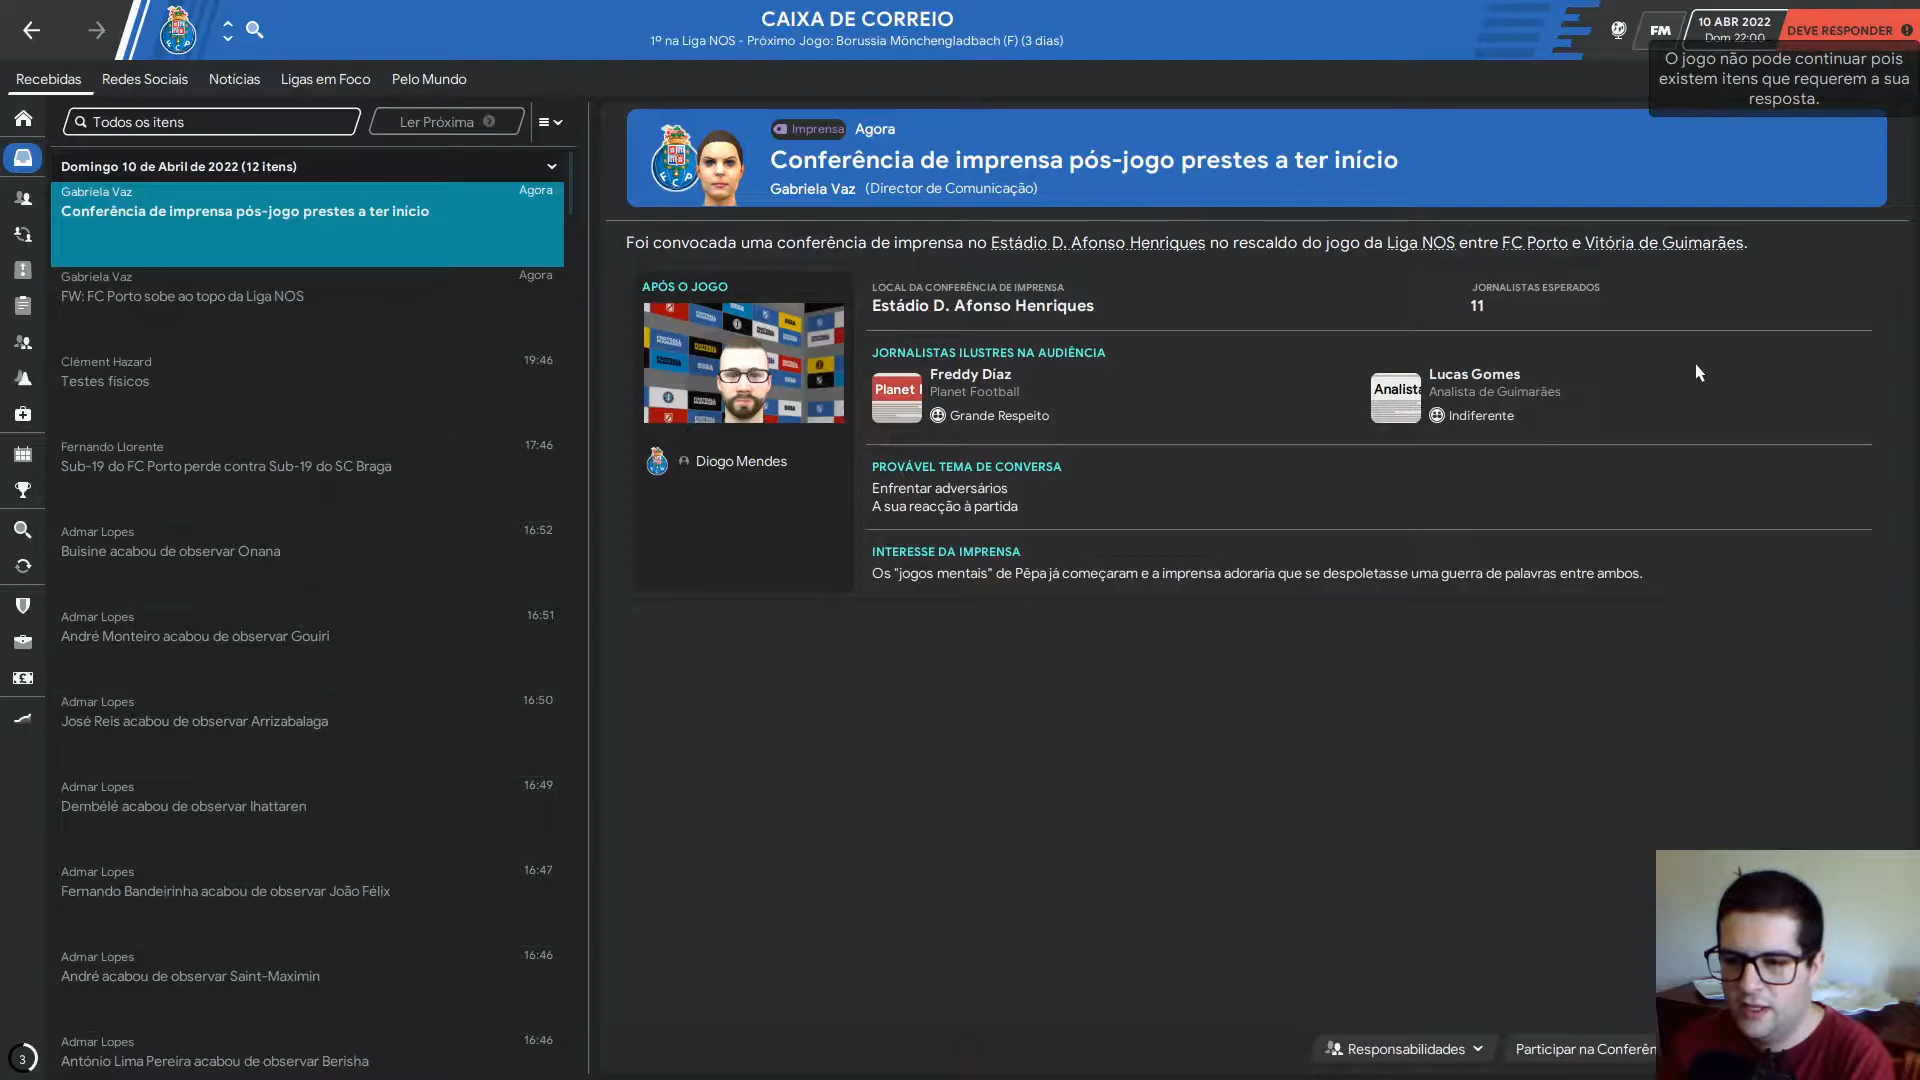 CAIXA DE CORREIO
1º na Liga NOS - Próximo Jogo: Borussia Mönchengladbach (F) (3 dias)
FM
10 ABR 2022
Dom 22:00
DEVE RESPONDER
O jogo não pode continuar pois
existem itens que requerem a sua
resposta.
Recebidas Redes Sociais Notícias Ligas em Foco Pelo Mundo
Todos os itens
Ler Próxima
Domingo 10 de Abril de 2022 (12 itens)
Gabriela Vaz Agora
Conferência de imprensa pós-jogo prestes a ter início
Gabriela Vaz Agora
FW: FC Porto sobe ao topo da Liga NOS
Clément Hazard 19:46
Testes físicos
Fernando Llorente 17:46
Sub-19 do FC Porto perde contra Sub-19 do SC Braga
Admar Lopes 16:52
Buisine acabou de observar Onana
Admar Lopes 16:51
André Monteiro acabou de observar Gouiri
Admar Lopes 16:50
José Reis acabou de observar Arrizabalaga
Admar Lopes 16:49
Dembélé acabou de observar Ihattaren
Admar Lopes 16:47
Fernando Bandeirinha acabou de observar João Félix
Admar Lopes 16:46
André acabou de observar Saint-Maximin
Admar Lopes 16:46
António Lima Pereira acabou de observar Berisha
3
Imprensa Agora
Conferência de imprensa pós-jogo prestes a ter início
Gabriela Vaz (Director de Comunicação)
Foi convocada uma conferência de imprensa no Estádio D. Afonso Henriques no rescaldo do jogo da Liga NOS entre FC Porto e Vitória de Guimarães.
APÓS O JOGO
Diogo Mendes
LOCAL DA CONFERÊNCIA DE IMPRENSA
Estádio D. Afonso Henriques
JORNALISTAS ESPERADOS
11
JORNALISTAS ILUSTRES NA AUDIÊNCIA
Planet
Freddy Díaz
Planet Football
Grande Respeito
Analista
Lucas Gomes
Analista de Guimarães
Indiferente
PROVÁVEL TEMA DE CONVERSA
Enfrentar adversários
A sua reacção à partida
INTERESSE DA IMPRENSA
Os "jogos mentais" de Pêpa já começaram e a imprensa adoraria que se despoletasse uma guerra de palavras entre ambos.
Responsabilidades
Participar na Conferên